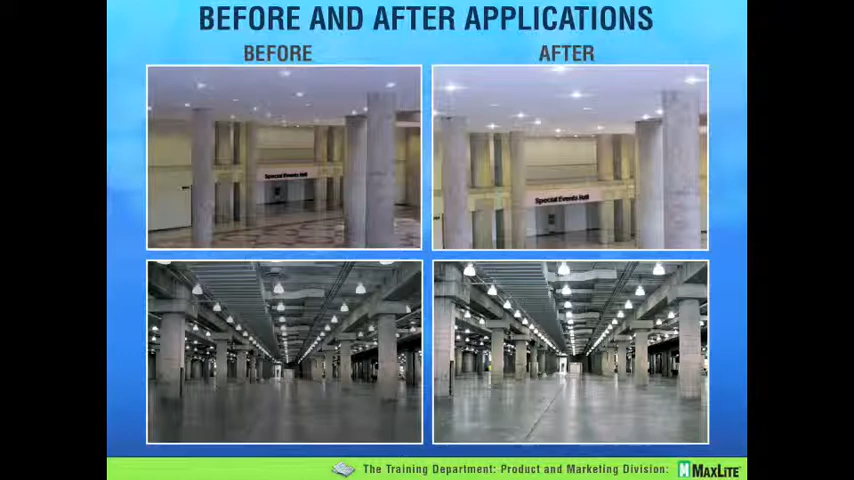 BEFORE AND AFTER APPLICATIONS
BEFORE
AFTER
Special Events Hall
Special Events Hall
The Training Department: Product and Marketing Division:
MAXLITE